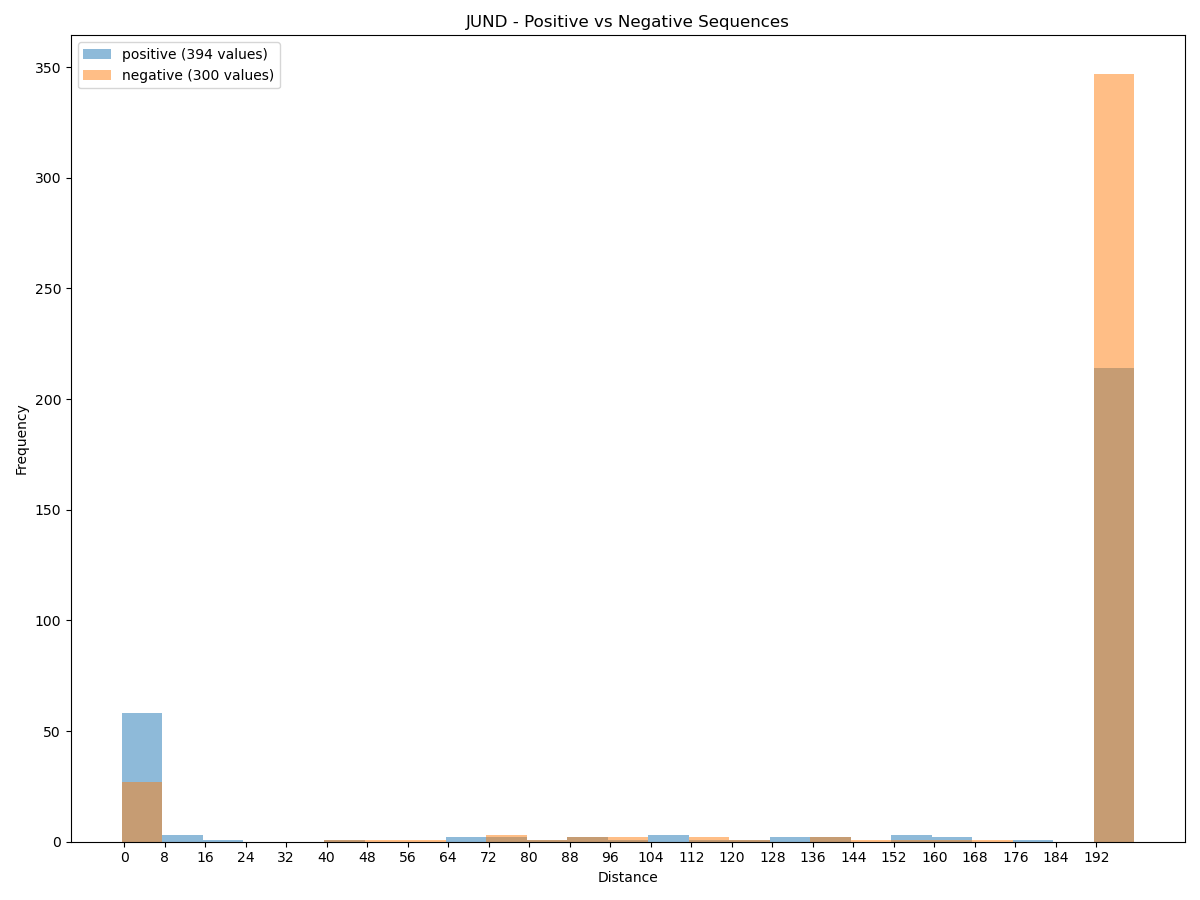 JUND - Positive vs Negative Sequences
positive (394 values)
negative (300 values)
350
300
250
200
150
100
50
0
Frequency
0 8 16 24 32 40 48 56 64 72 80 88 96 104 112 120 128 136 144 152 160 168 176 184 192
Distance